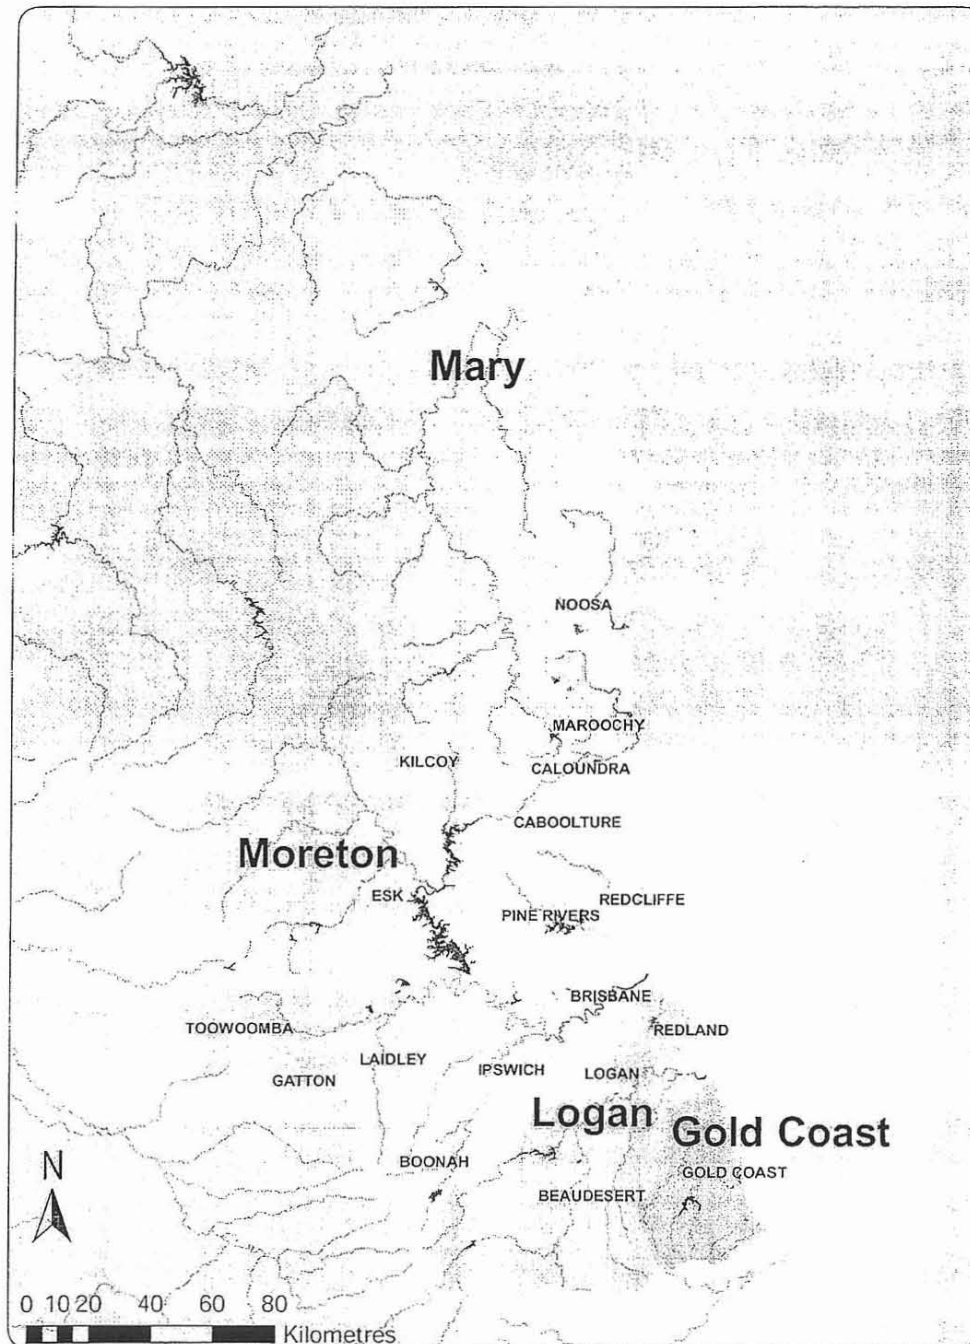 Mary
NOOSA
MAROOCHY
KILCOY
CALOUNDRA
CABOOLTURE
Moreton
ESK
REDCLIFFE
PINE RIVERS
BRISBANE
TOOWOOMBA
REDLAND
LAIDLEY
IPSWICH
GATTON
LOGAN
Logan
Gold Coast
BOONAH
GOLD COAST
BEAUDESERT
N
0 10 20 40 60 80
Kilometres